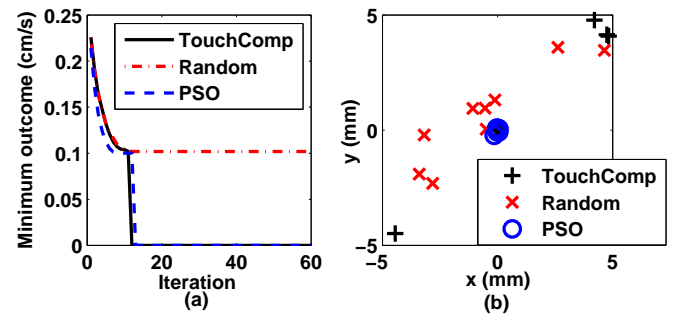 Minimum outcome (cm/s)
0.25
0.2
0.15
0.1
0.05
0
0 20 40 60
Iteration
(a)
TouchComp
Random
PSO
y (mm)
5
0
-5
-5 0 5
x (mm)
(b)
TouchComp
Random
PSO